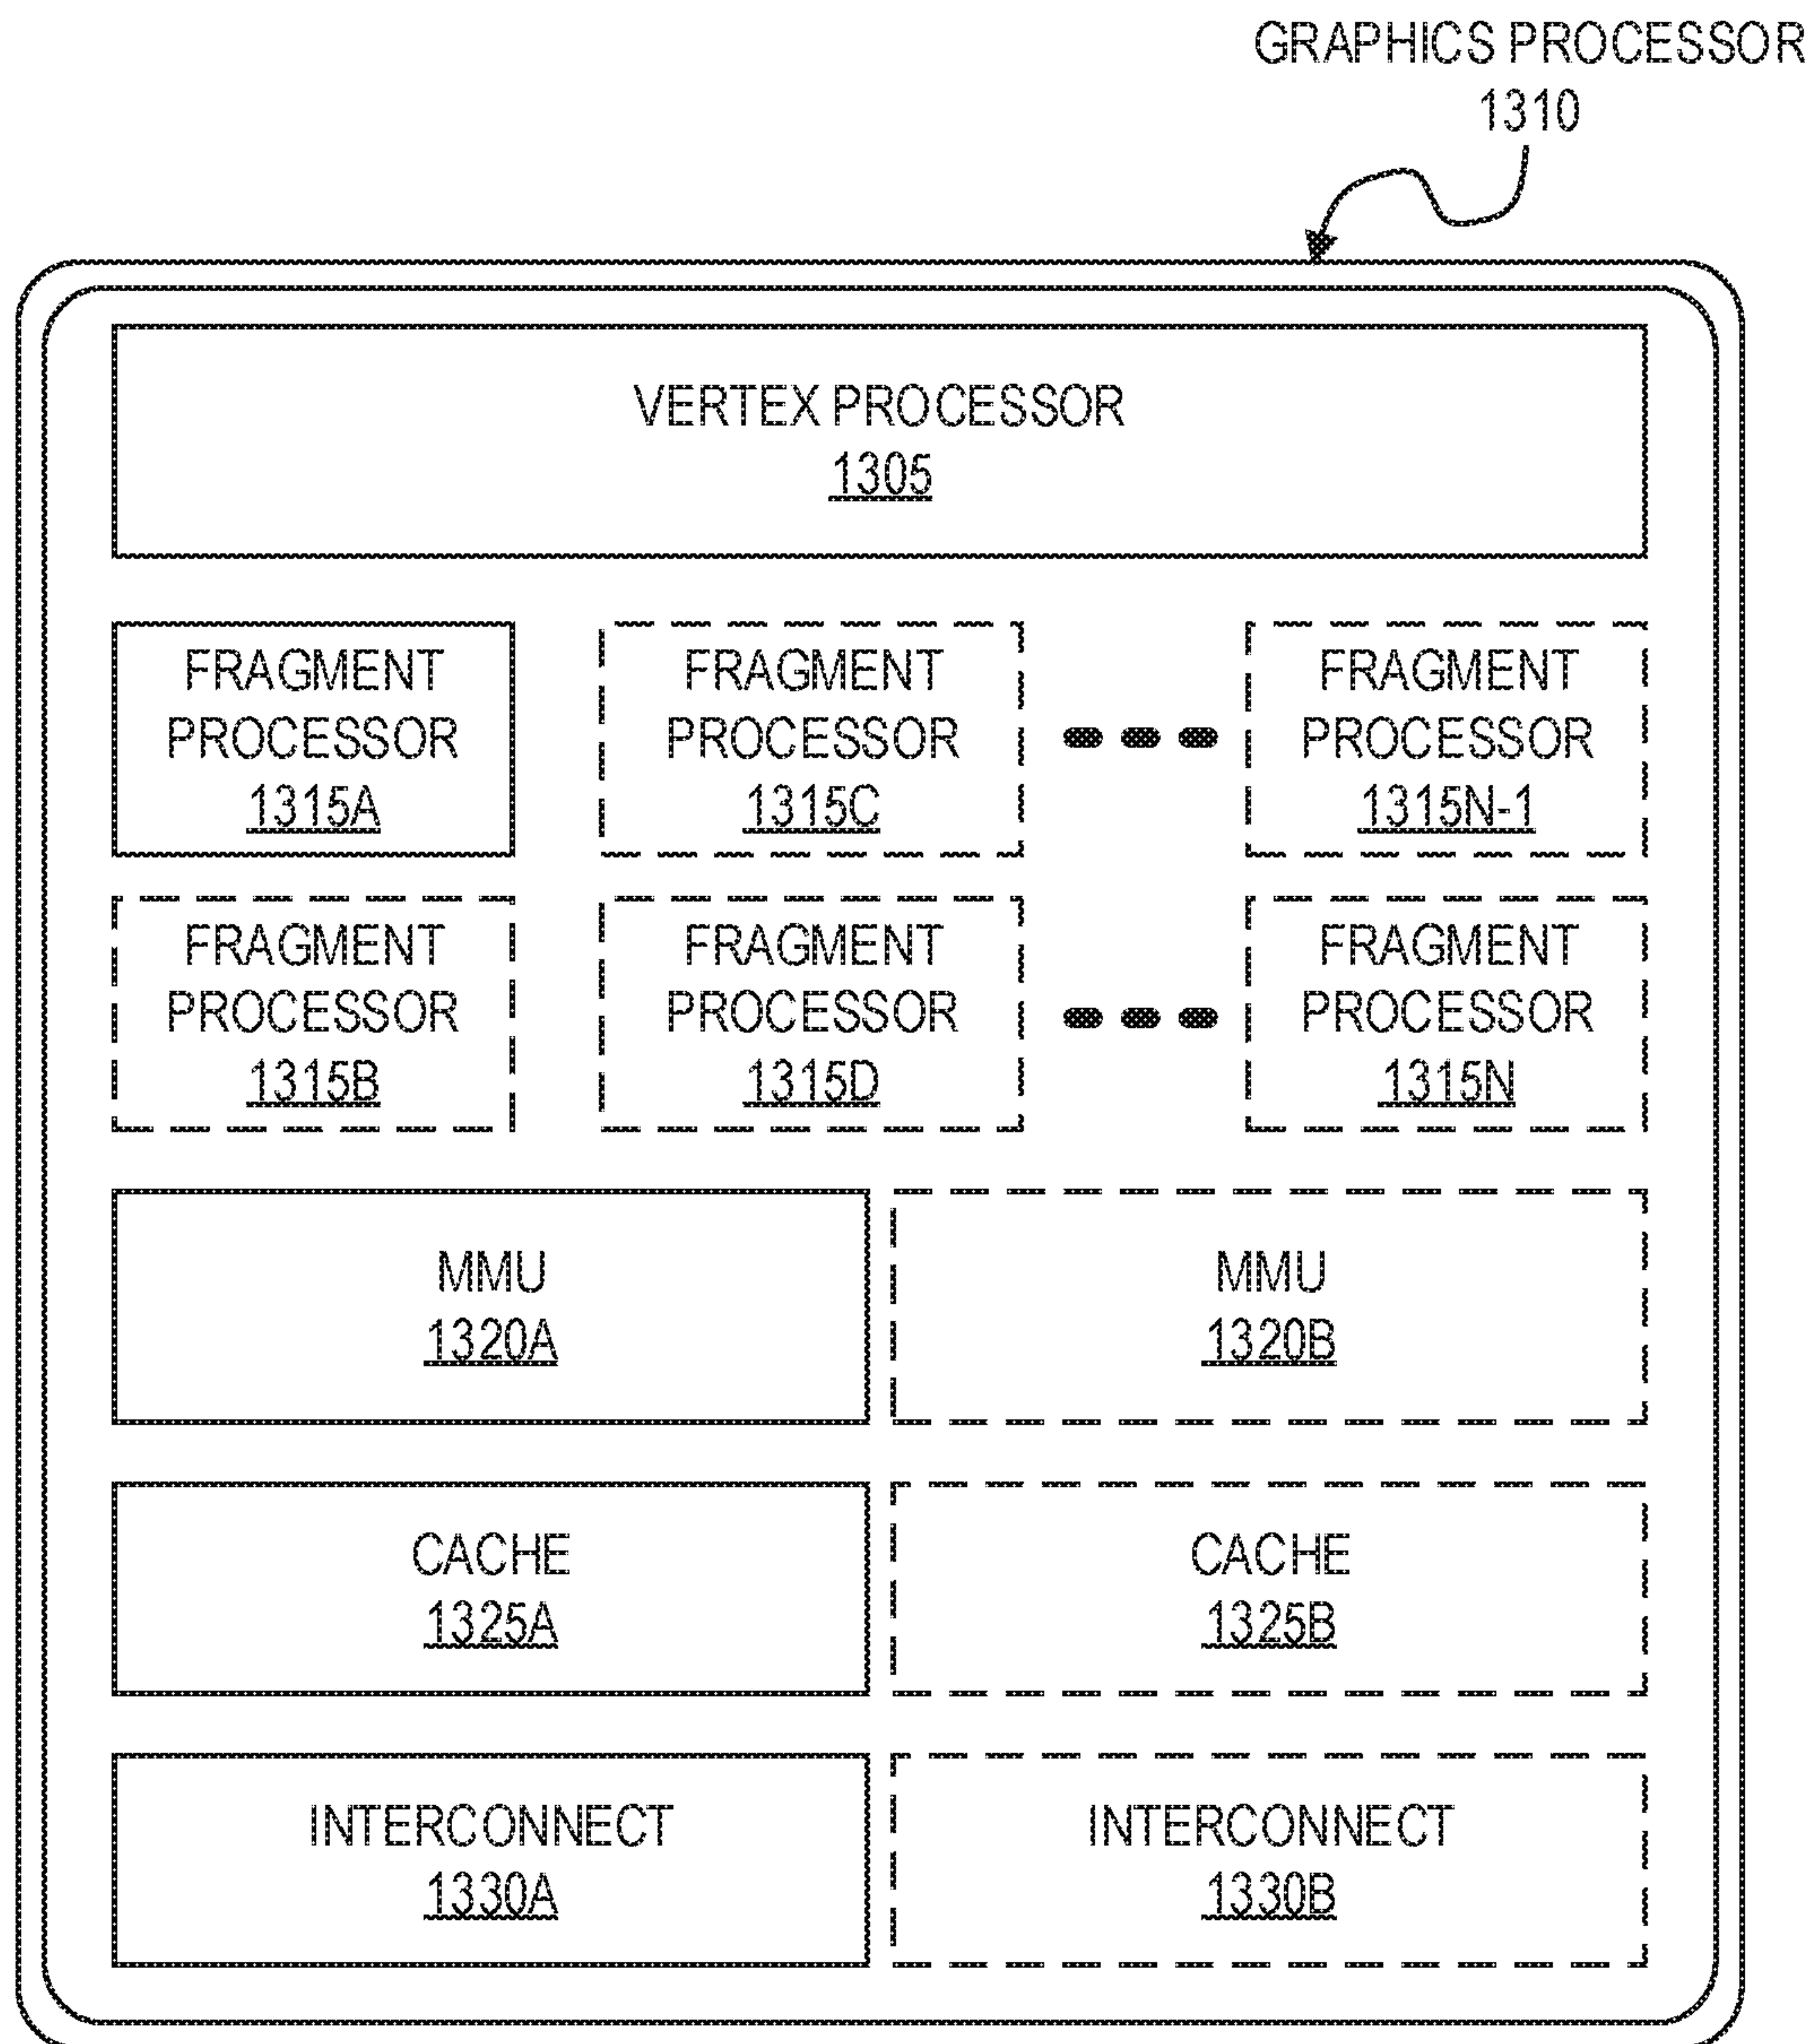 GRAPHICS PROCESSOR
1310
VERTEX PROCESSOR
1305
FRAGMENT
PROCESSOR
1315A
FRAGMENT
PROCESSOR
1315C
FRAGMENT
PROCESSOR
1315N-1
FRAGMENT
PROCESSOR
1315B
FRAGMENT
PROCESSOR
1315D
FRAGMENT
PROCESSOR
1315N
MMU
1320A
MMU
1320B
CACHE
1325A
CACHE
1325B
INTERCONNECT
1330A
INTERCONNECT
1330B